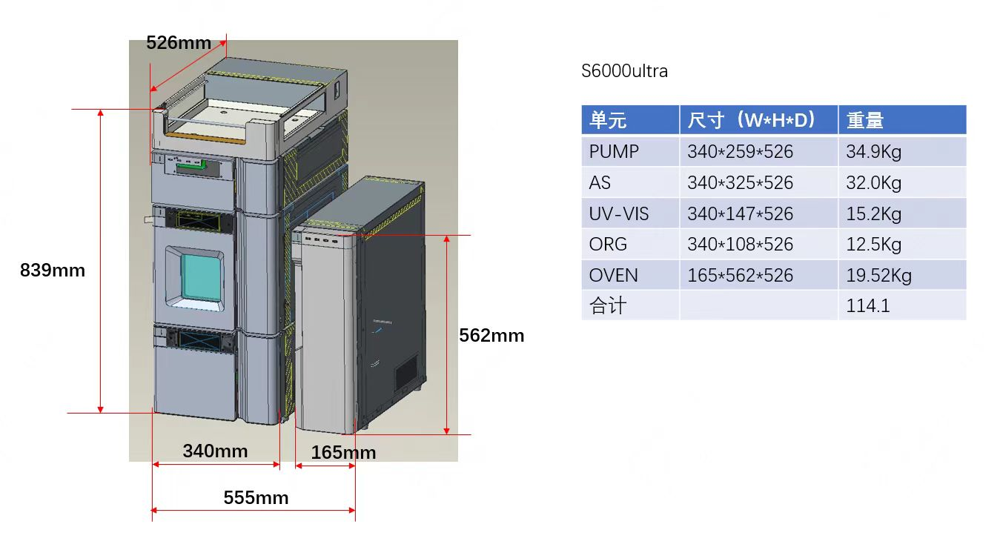 526mm
839mm
562mm
340mm
165mm
555mm
S6000ultra
单元 尺寸（W*H*D） 重量
PUMP 340*259*526 34.9Kg
AS 340*325*526 32.0Kg
UV-VIS 340*147*526 15.2Kg
ORG 340*108*526 12.5Kg
OVEN 165*562*526 19.52Kg
合计 114.1